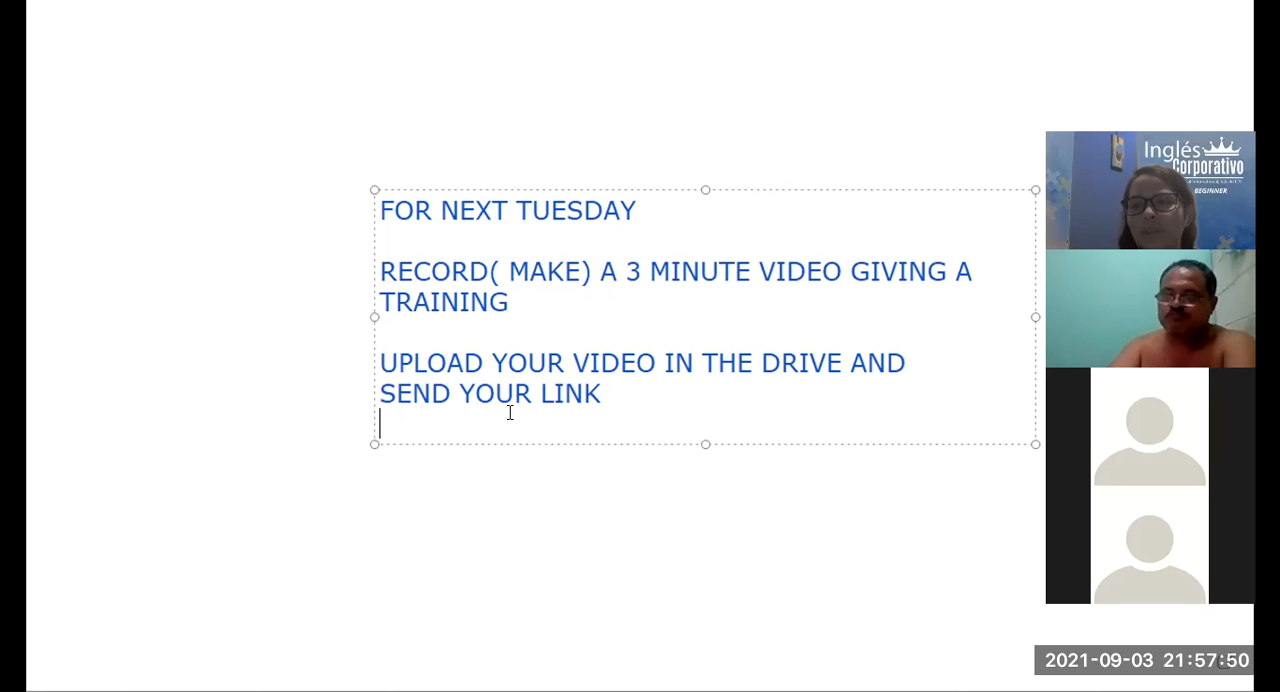 FOR NEXT TUESDAY
RECORD( MAKE) A 3 MINUTE VIDEO GIVING A
TRAINING
UPLOAD YOUR VIDEO IN THE DRIVE AND
SEND YOUR LINK
Inglés
Corporativo
BEGINNER
2021-09-03 21:57:50